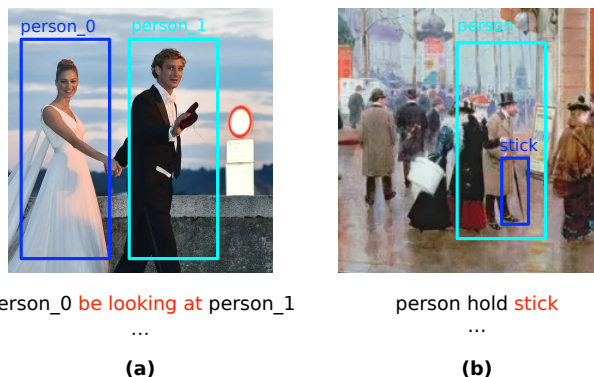 person_0 person_1 person
stick
erson_0 be looking at person_1 person hold stick
... ...
(a) (b)